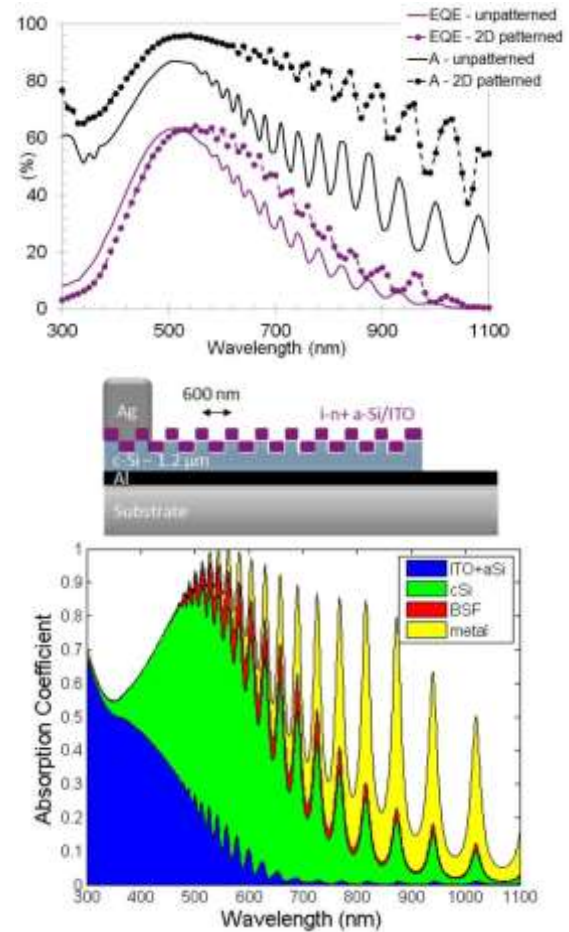 EQE - unpatterned
EQE - 2D patterned
A - unpatterned
A - 2D patterned
100
80
60
40
20
0
(%)
300 500 700 900 1100
Wavelength (nm)
600 nm
Ag
i-n+ a-Si/ITO
c-Si ~ 1.2 µm
Al
Substrate
1
0.9
0.8
0.7
0.6
0.5
0.4
0.3
0.2
0.1
0
Absorption Coefficient
ITO+aSi
cSi
BSF
metal
300 400 500 600 700 800 900 1000 1100
Wavelength (nm)